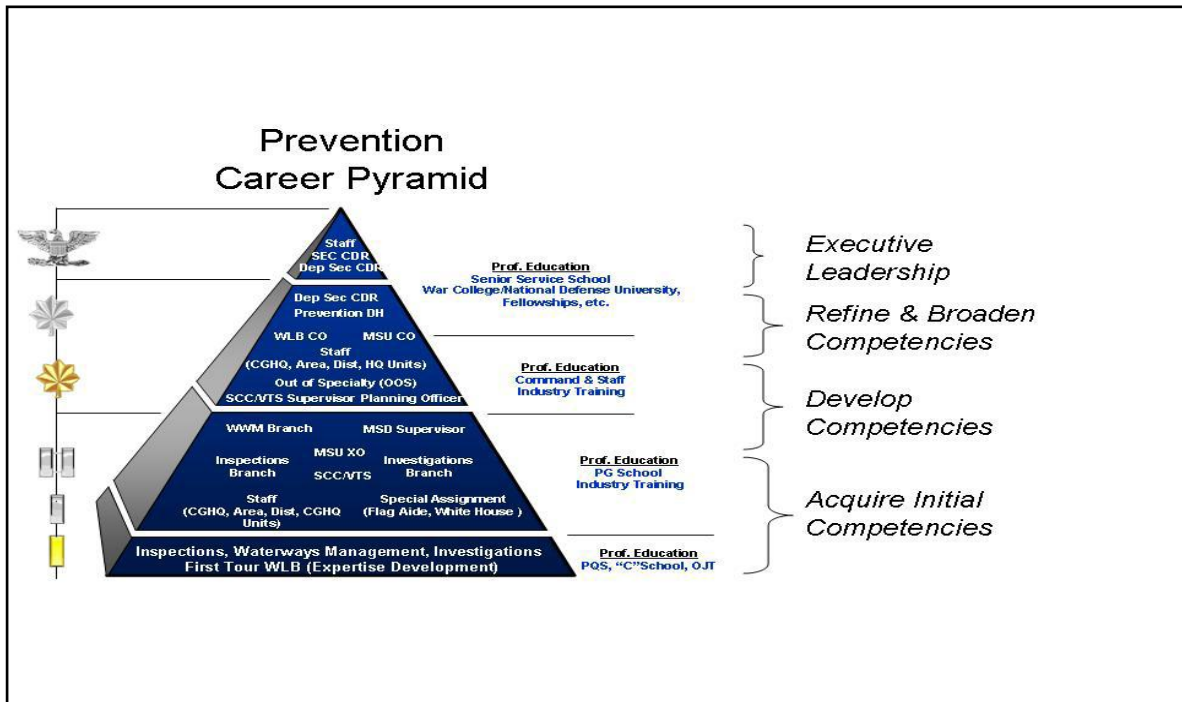 Prevention
Career Pyramid
Staff
SEC CDR
Dep Sec CDR
Dep Sec CDR
Prevention DH
WLB CO MSU CO
Staff
(CGHQ, Area, Dist, HQ Units)
Out of Specialty (OOS)
SCC/VTS Supervisor Planning Officer
WWM Branch MSD Supervisor
MSU XO
Inspections
Branch
Investigations
Branch
SCC/VTS
Staff
(CGHQ, Area, Dist, CGHQ
Units)
Special Assignment
(Flag Aide, White House )
Inspections, Waterways Management, Investigations
First Tour WLB (Expertise Development)
Prof. Education
Senior Service School
War College/National Defense University,
Fellowships, etc.
Prof. Education
Command & Staff
Industry Training
Prof. Education
PG School
Industry Training
Prof. Education
PQS, “C”School, OJT
Executive
Leadership
Refine & Broaden
Competencies
Develop
Competencies
Acquire Initial
Competencies